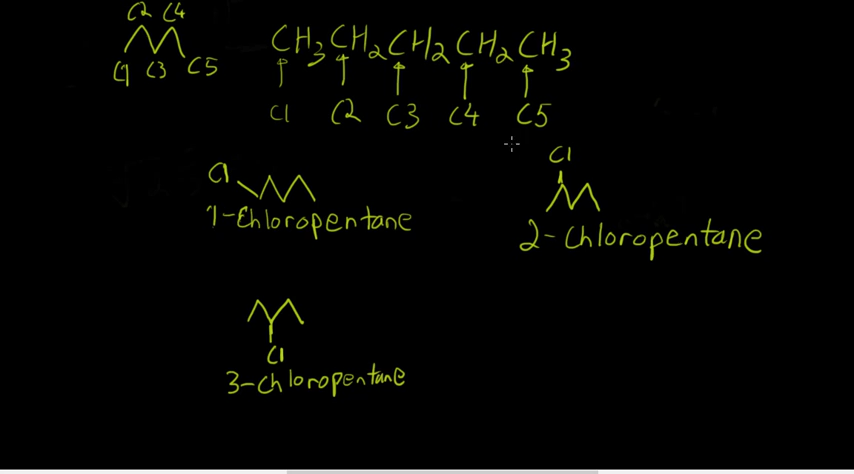 C2 C4
C1 C3 C5
CH3CH2CH2CH2CH3
C1 C2 C3 C4 C5
Cl
1-Chloropentane
Cl
2-Chloropentane
Cl
3-chloropentane